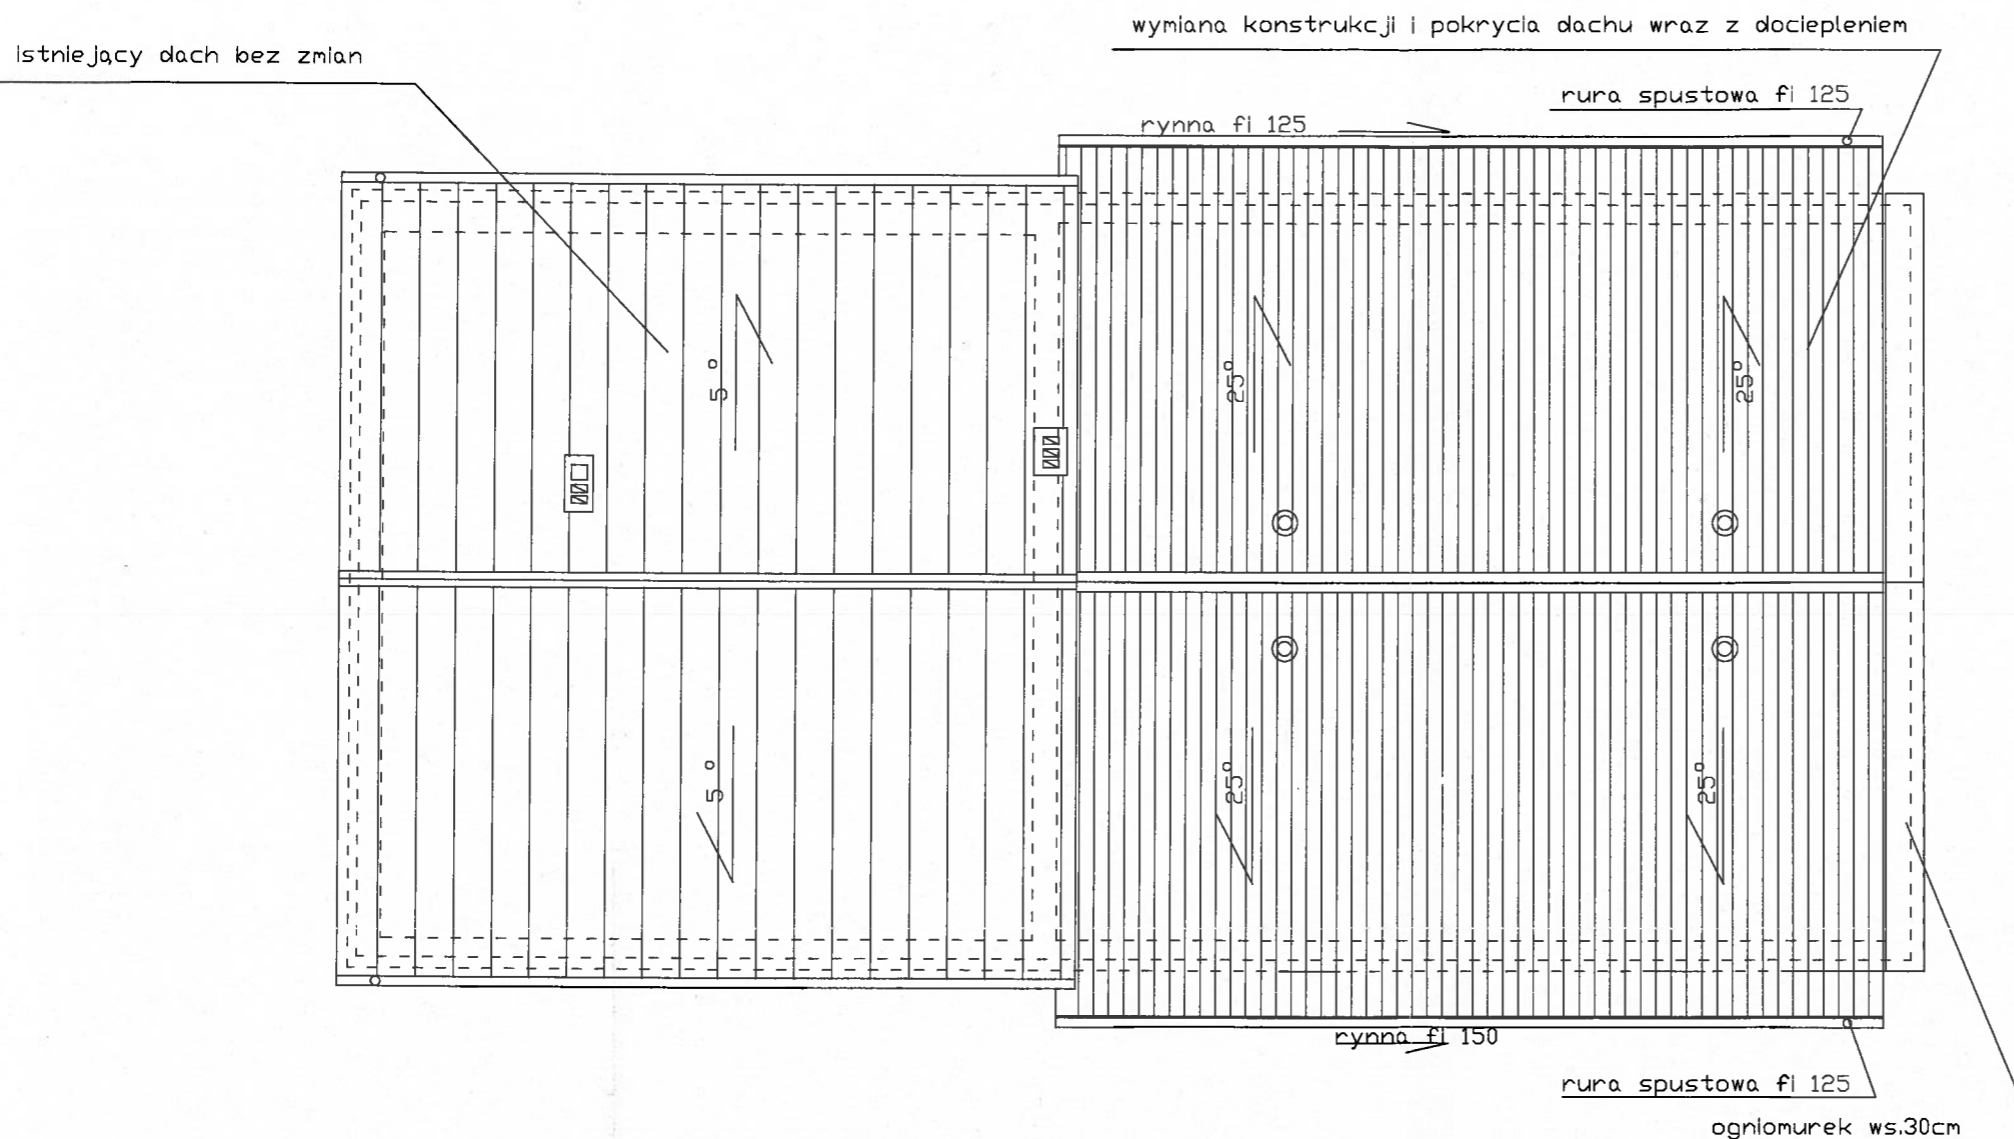 wymiana konstrukcji i pokrycia dachu wraz z dociepleniem
istniejący dach bez zmian
rura spustowa fi 125
rynna fi 125
5°
25°
25°
5°
25°
25°
rynna fi 150
rura spustowa fi 125
ogniomurek ws.30cm